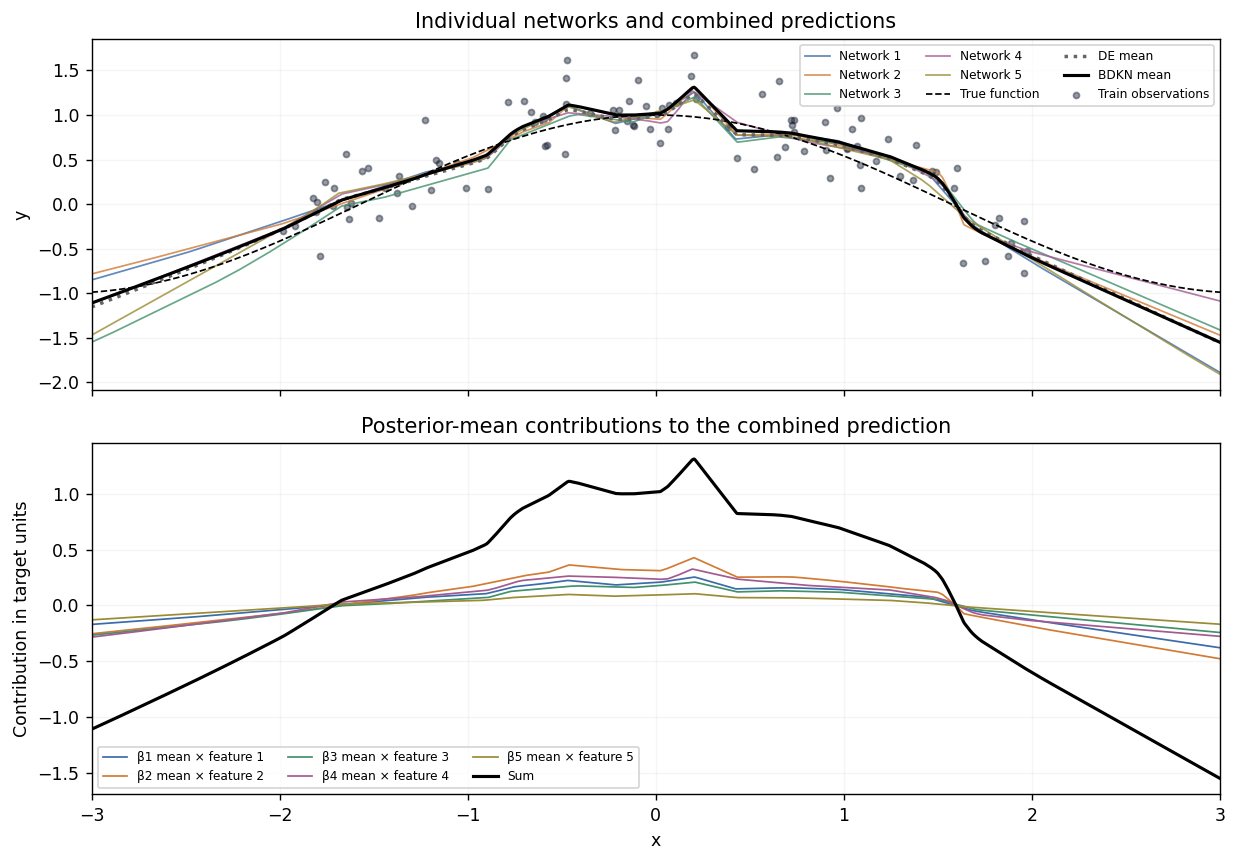 Individual networks and combined predictions
1.5
1.0
0.5
0.0
−0.5
−1.0
−1.5
−2.0
y
Network 1
Network 2
Network 3
Network 4
Network 5
True function
DE mean
BDKN mean
Train observations
Posterior-mean contributions to the combined prediction
1.0
0.5
0.0
−0.5
−1.0
−1.5
Contribution in target units
β1 mean × feature 1
β2 mean × feature 2
β3 mean × feature 3
β4 mean × feature 4
β5 mean × feature 5
Sum
−3 −2 −1 0 1 2 3
x